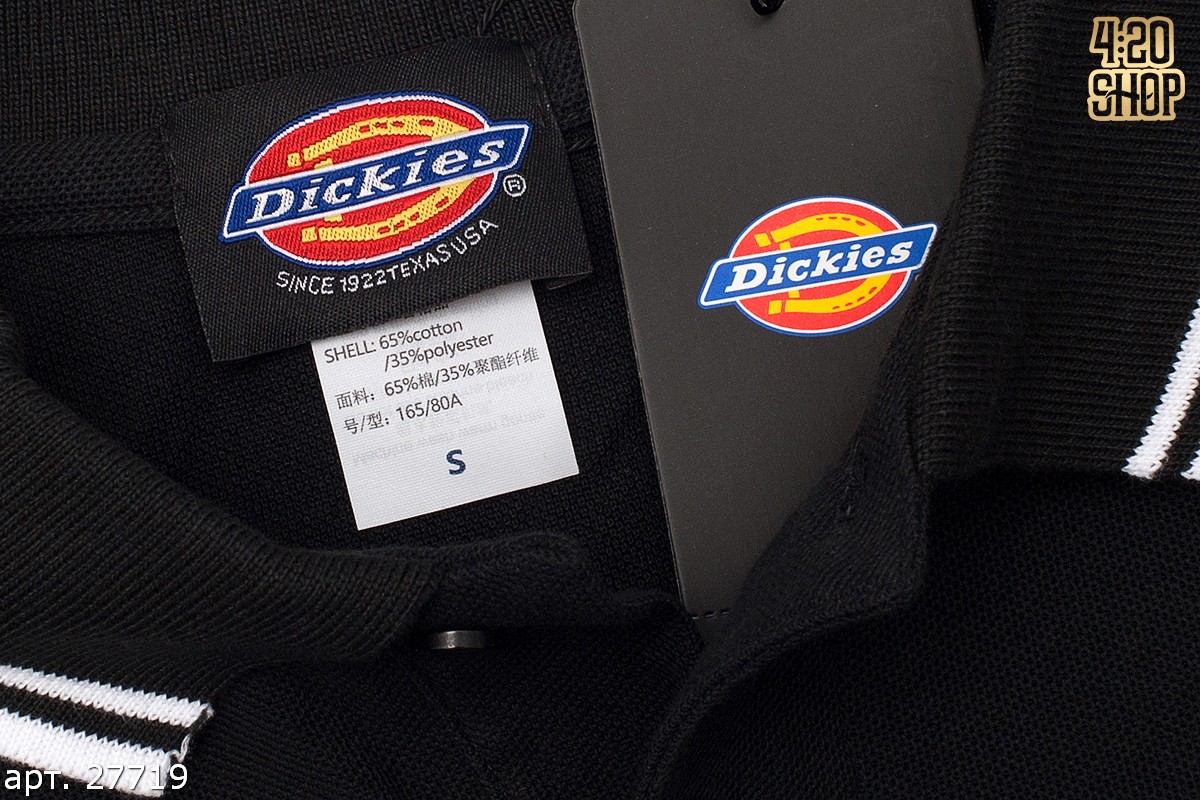 4:20
SHOP
Dickies
®
SINCE 1922 TEXAS USA
Dickies
SHELL: 65%cotton
/35%polyester
面料：65%棉/35%聚酯纤维
号/型：165/80A
S
арт. 27719